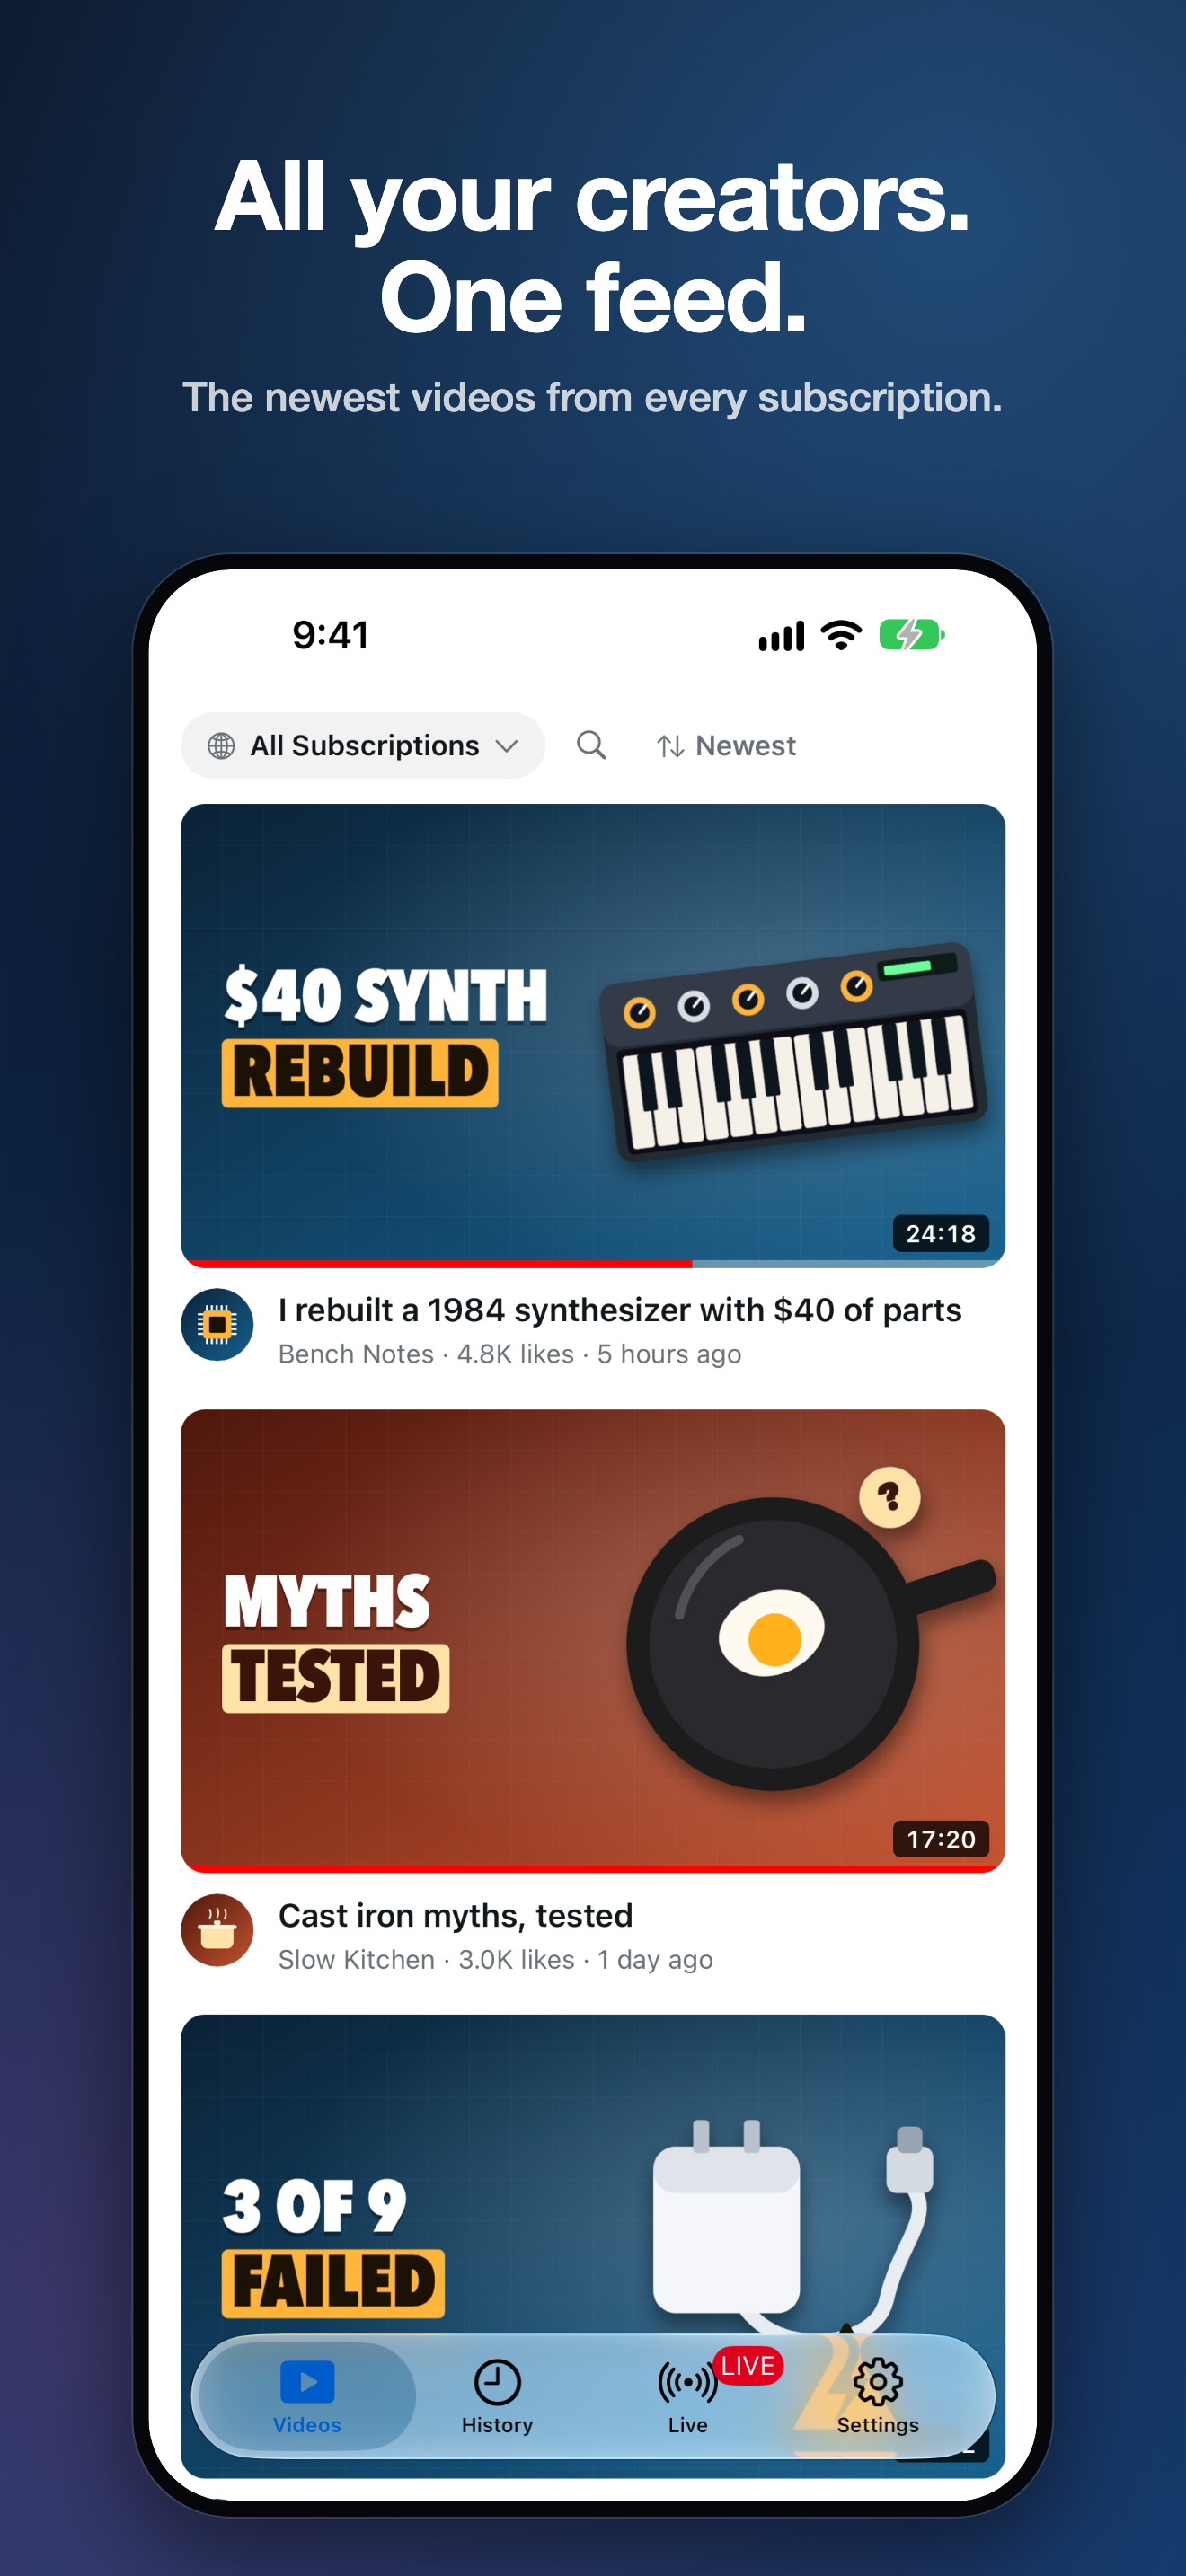 All your creators.
One feed.
The newest videos from every subscription.
9:41
All Subscriptions
Newest
$40 SYNTH
REBUILD
24:18
I rebuilt a 1984 synthesizer with $40 of parts
Bench Notes · 4.8K likes · 5 hours ago
?
MYTHS
TESTED
17:20
Cast iron myths, tested
Slow Kitchen · 3.0K likes · 1 day ago
3 OF 9
FAILED
LIVE
Videos
History
Live
Settings